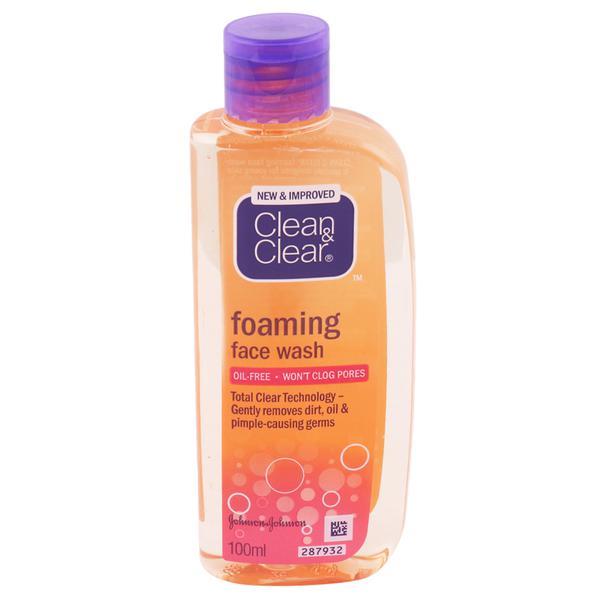 NEW & IMPROVED
Clean &
Clear®
™
foaming
face wash
OIL-FREE • WON'T CLOG PORES
Total Clear Technology –
Gently removes dirt, oil &
pimple-causing germs
Johnson & Johnson
100ml
287932